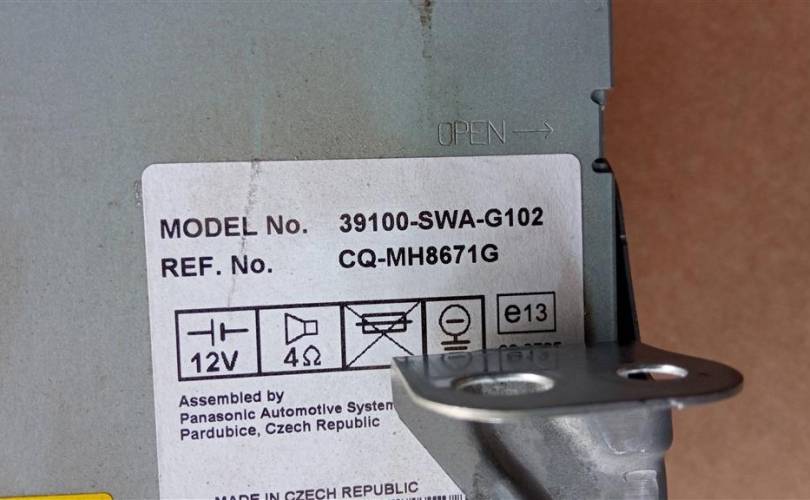 OPEN →
MODEL No. 39100-SWA-G102
REF. No. CQ-MH8671G
12V 4Ω e13
Assembled by
Panasonic Automotive System
Pardubice, Czech Republic
MADE IN CZECH REPUBLIC